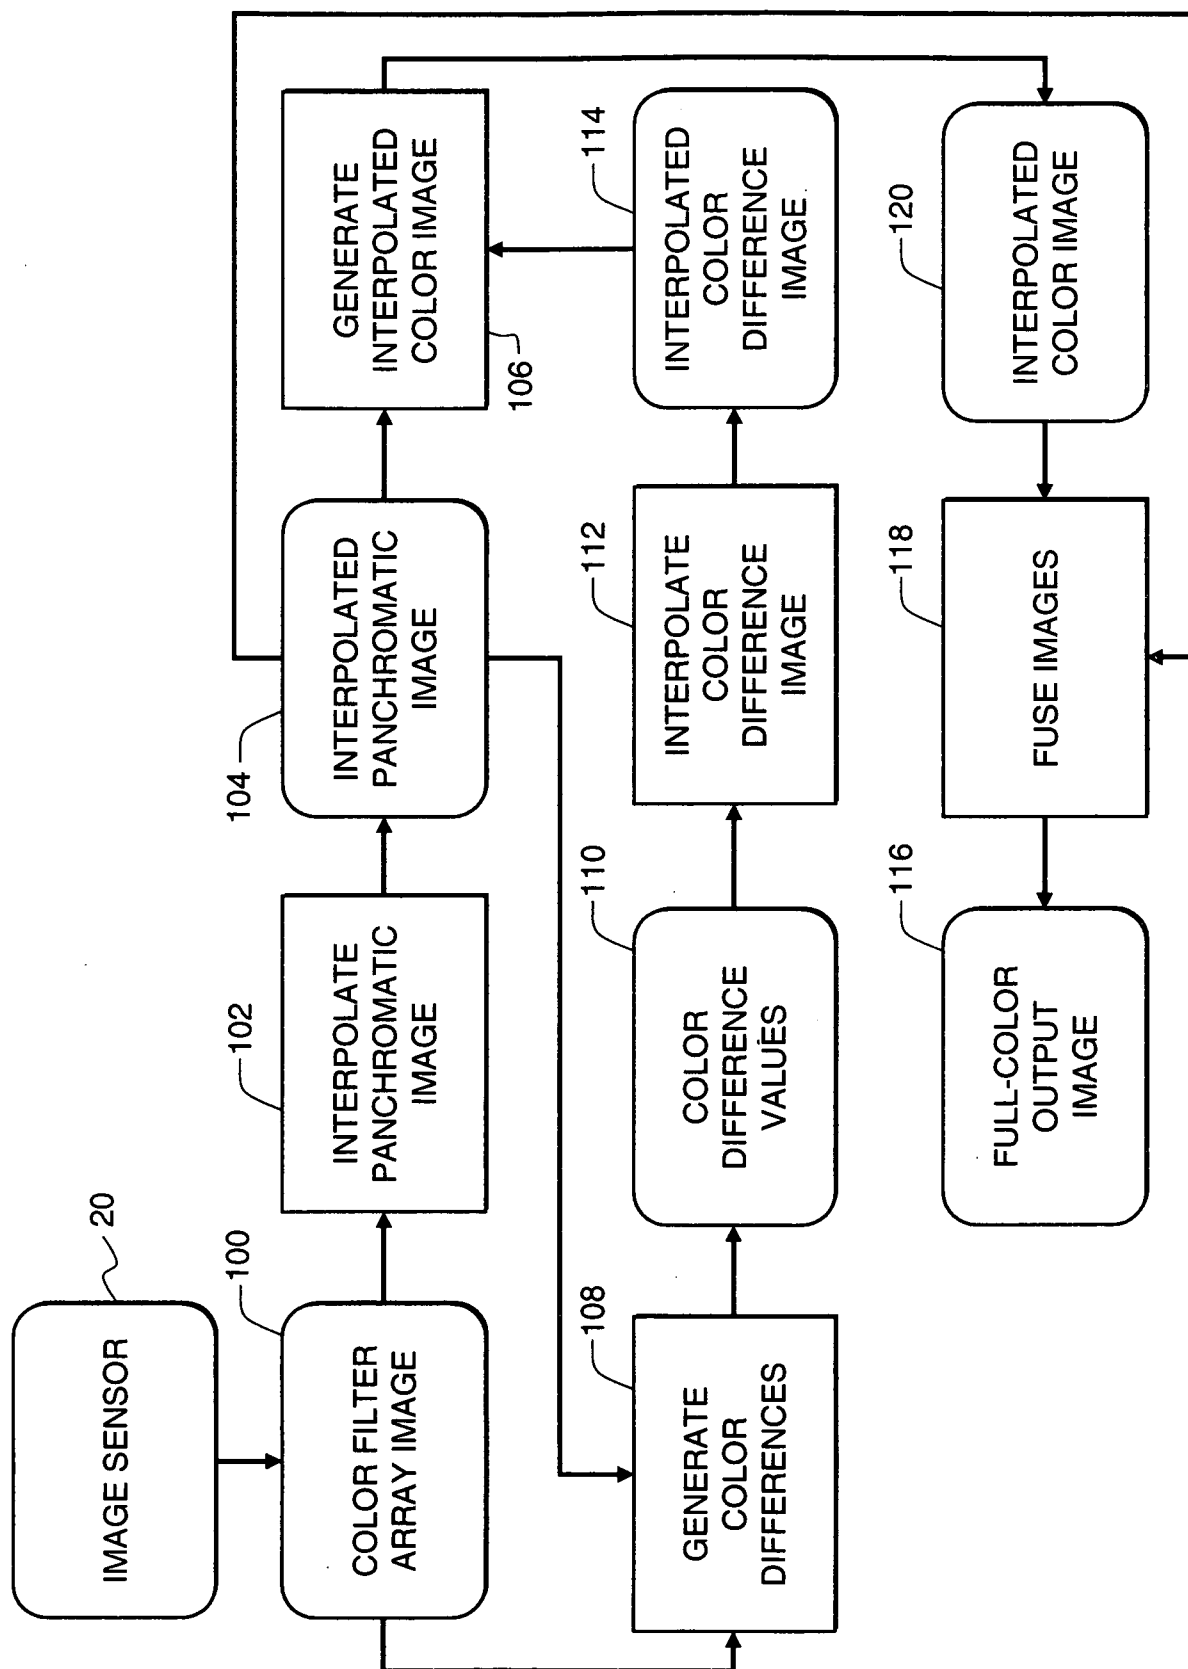 IMAGE SENSOR
20
COLOR FILTER
ARRAY IMAGE
100
INTERPOLATE
PANCHROMATIC
IMAGE
102
INTERPOLATED
PANCHROMATIC
IMAGE
104
GENERATE
INTERPOLATED
COLOR IMAGE
106
GENERATE
COLOR
DIFFERENCES
108
COLOR
DIFFERENCE
VALUES
110
INTERPOLATE
COLOR
DIFFERENCE
IMAGE
112
INTERPOLATED
COLOR
DIFFERENCE
IMAGE
114
FULL-COLOR
OUTPUT
IMAGE
116
FUSE IMAGES
118
INTERPOLATED
COLOR IMAGE
120